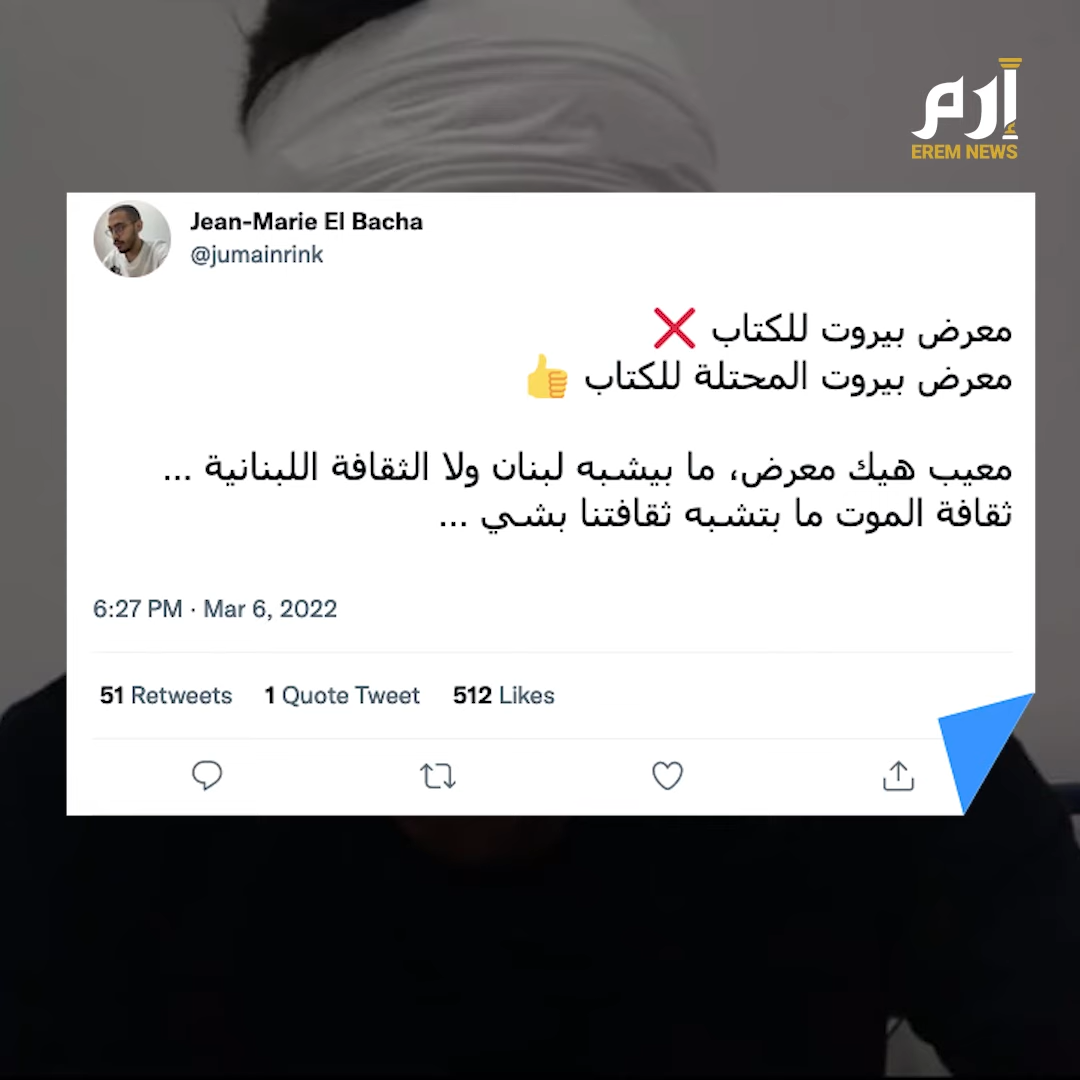 إرم
EREM NEWS
Jean-Marie El Bacha
@jumainrink
معرض بيروت للكتاب ❌
معرض بيروت المحتلة للكتاب 👍
معيب هيك معرض، ما بيشبه لبنان ولا الثقافة اللبنانية ...
ثقافة الموت ما بتشبه ثقافتنا بشي ...
6:27 PM · Mar 6, 2022
51 Retweets 1 Quote Tweet 512 Likes